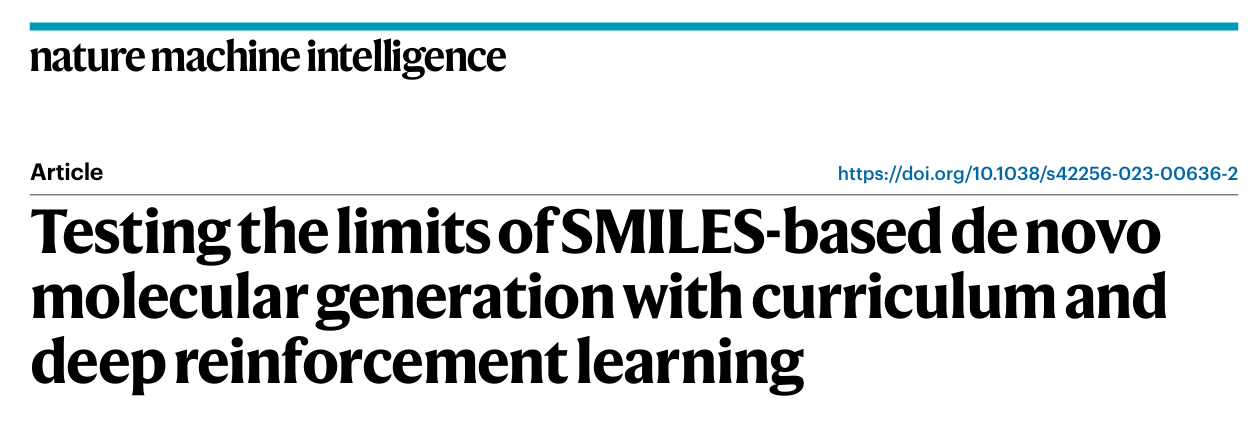 nature machine intelligence
Article
https://doi.org/10.1038/s42256-023-00636-2
Testing the limits of SMILES-based de novo
molecular generation with curriculum and
deep reinforcement learning